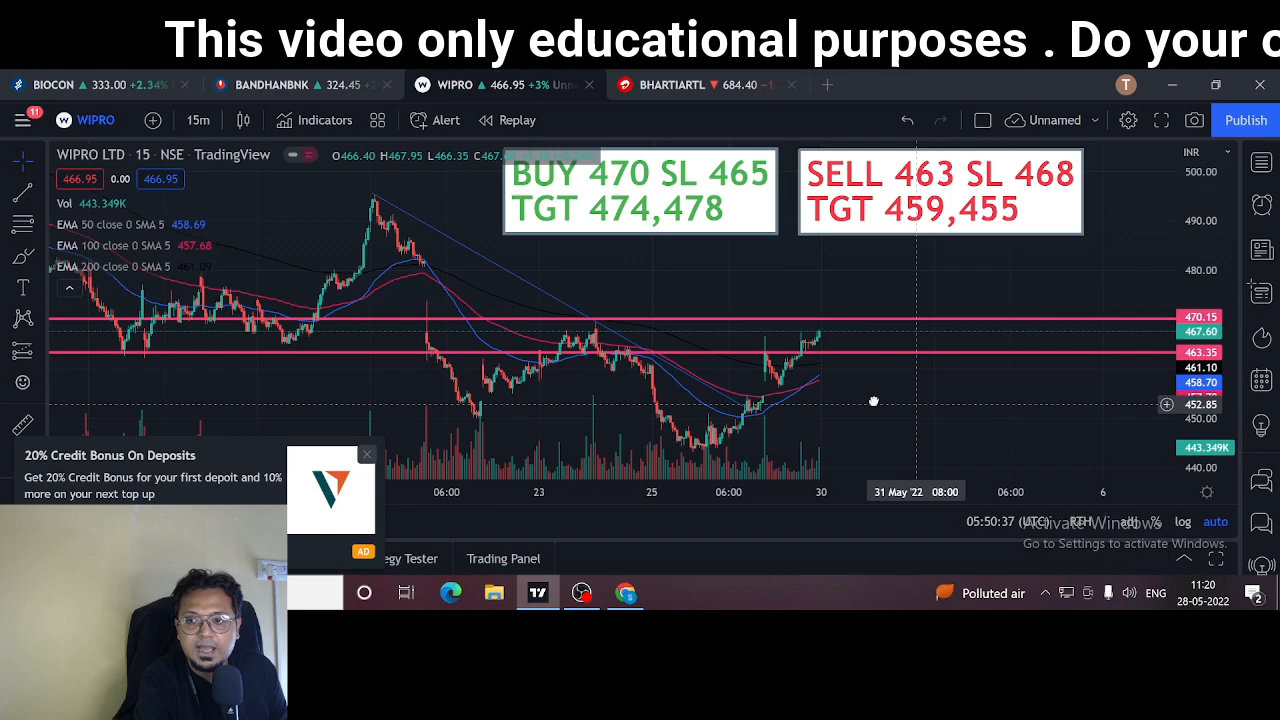 This video only educational purposes . Do your
BIOCON 333.00 +2.34%
BANDHANBNK 324.45
WIPRO 466.95 +3%
BHARTIARTL 684.40
T
11
WIPRO
15m
Indicators
Alert
Replay
Unnamed
Publish
WIPRO LTD · 15 · NSE · TradingView
O466.40 H467.95 L466.35
INR
466.95 0.00 466.95
Vol 443.349K
EMA 50 close 0 SMA 5 458.69
EMA 100 close 0 SMA 5 457.68
EMA 200 close 0 SMA 5 461.09
BUY 470 SL 465
TGT 474,478
SELL 463 SL 468
TGT 459,455
500.00
490.00
480.00
470.15
467.60
463.35
461.10
458.70
452.85
450.00
443.349K
440.00
06:00 23 25 06:00 30 31 May '22 08:00 06:00 6
20% Credit Bonus On Deposits
Get 20% Credit Bonus for your first depoit and 10%
more on your next top up
AD
05:50:37 (UTC) RTH adj % log auto
Activate Windows
Go to Settings to activate Windows.
Tester
Trading Panel
Polluted air
ENG
11:20
28-05-2022
2